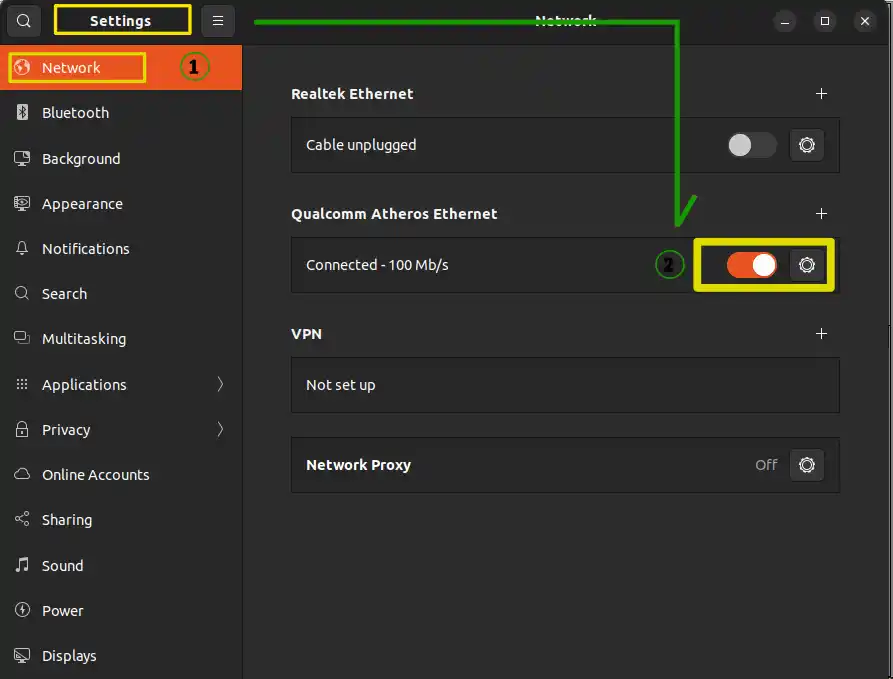 Settings
Network
Network
1
Bluetooth
Background
Appearance
Notifications
Search
Multitasking
Applications
Privacy
Online Accounts
Sharing
Sound
Power
Displays
Realtek Ethernet
Cable unplugged
Qualcomm Atheros Ethernet
Connected - 100 Mb/s
2
VPN
Not set up
Network Proxy
Off